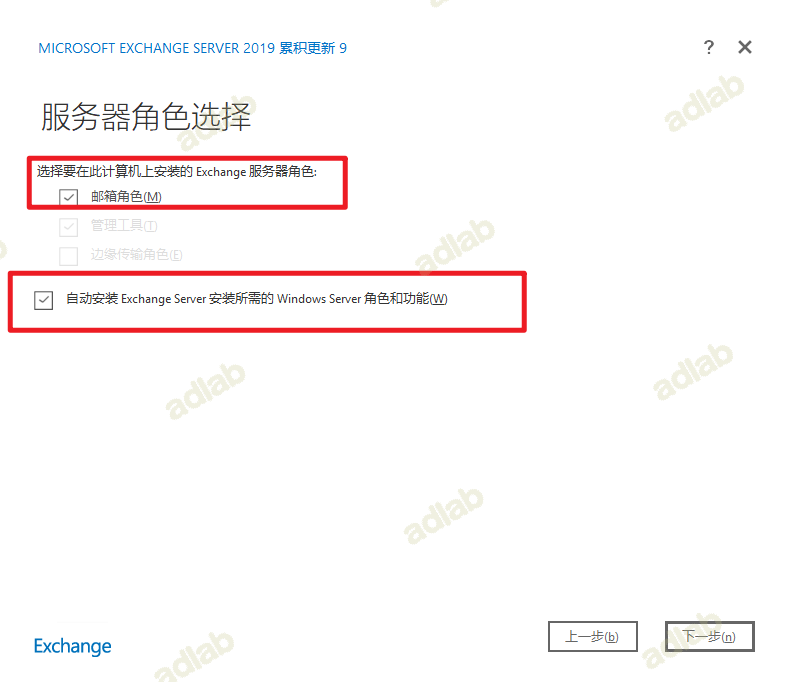 MICROSOFT EXCHANGE SERVER 2019 累积更新 9
?
服务器角色选择
选择要在此计算机上安装的 Exchange 服务器角色:
邮箱角色(M)
管理工具(T)
边缘传输角色(E)
自动安装 Exchange Server 安装所需的 Windows Server 角色和功能(W)
Exchange
上一步(b)
下一步(n)
adlab
adlab
adlab
adlab
adlab
adlab
adlab
adlab